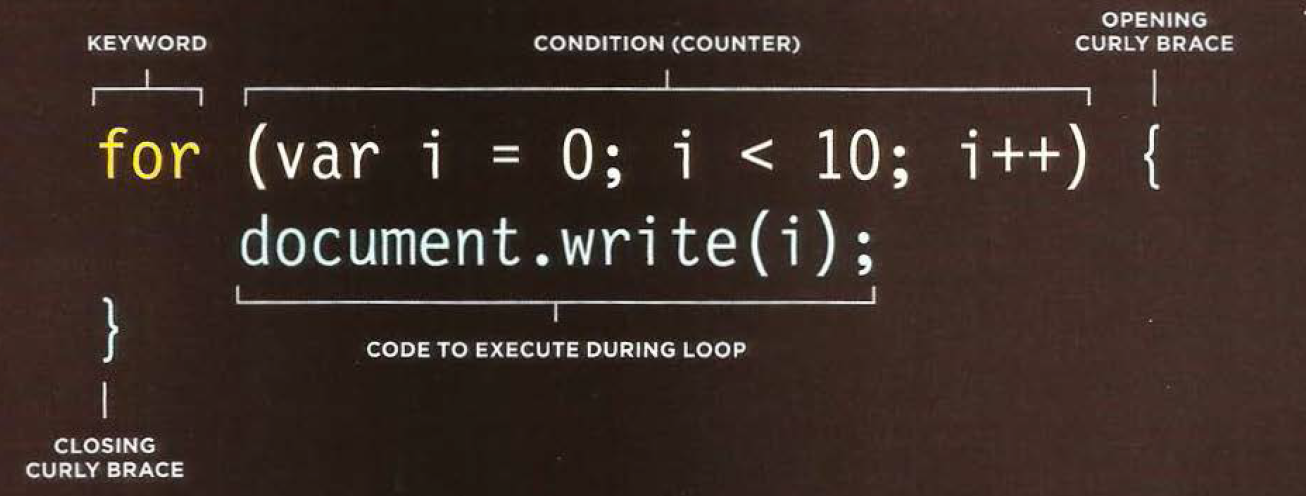 OPENING
KEYWORD CONDITION (COUNTER) CURLY BRACE
for (var i = 0; i < 10; i++) {
document.write(i);
}
CODE TO EXECUTE DURING LOOP
CLOSING
CURLY BRACE